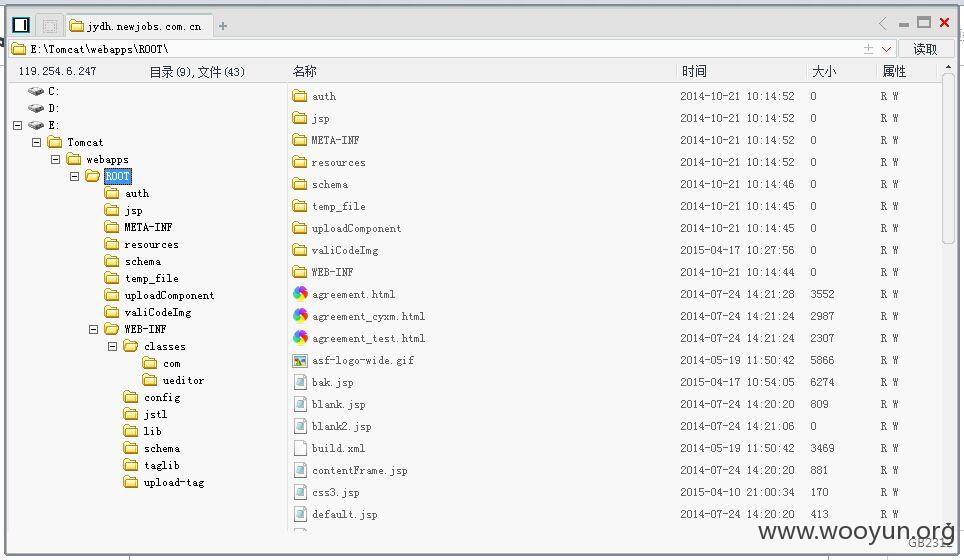 jydh.newjobs.com.cn
E:\Tomcat\webapps\ROOT\
读取
119.254.6.247 目录(9),文件(43) 名称 时间 大小 属性
C:
D:
E:
Tomcat
webapps
ROOT
auth
jsp
META-INF
resources
schema
temp_file
uploadComponent
valiCodeImg
WEB-INF
classes
com
ueditor
config
jstl
lib
schema
taglib
upload-tag
auth 2014-10-21 10:14:52 0 R W
jsp 2014-10-21 10:14:52 0 R W
META-INF 2014-10-21 10:14:52 0 R W
resources 2014-10-21 10:14:52 0 R W
schema 2014-10-21 10:14:46 0 R W
temp_file 2014-10-21 10:14:45 0 R W
uploadComponent 2014-10-21 10:14:45 0 R W
valiCodeImg 2015-04-17 10:27:56 0 R W
WEB-INF 2014-10-21 10:14:44 0 R W
agreement.html 2014-07-24 14:21:28 3552 R W
agreement_cyxm.html 2014-07-24 14:21:24 2987 R W
agreement_test.html 2014-07-24 14:21:24 2307 R W
asf-logo-wide.gif 2014-05-19 11:50:42 5866 R W
bak.jsp 2015-04-17 10:54:05 6274 R W
blank.jsp 2014-07-24 14:20:20 809 R W
blank2.jsp 2014-07-24 14:21:06 0 R W
build.xml 2014-05-19 11:50:42 3469 R W
contentFrame.jsp 2014-07-24 14:20:20 881 R W
css3.jsp 2015-04-10 21:00:34 170 R W
default.jsp 2014-07-24 14:20:20 413 R W
www.wooyun.org
GB2312